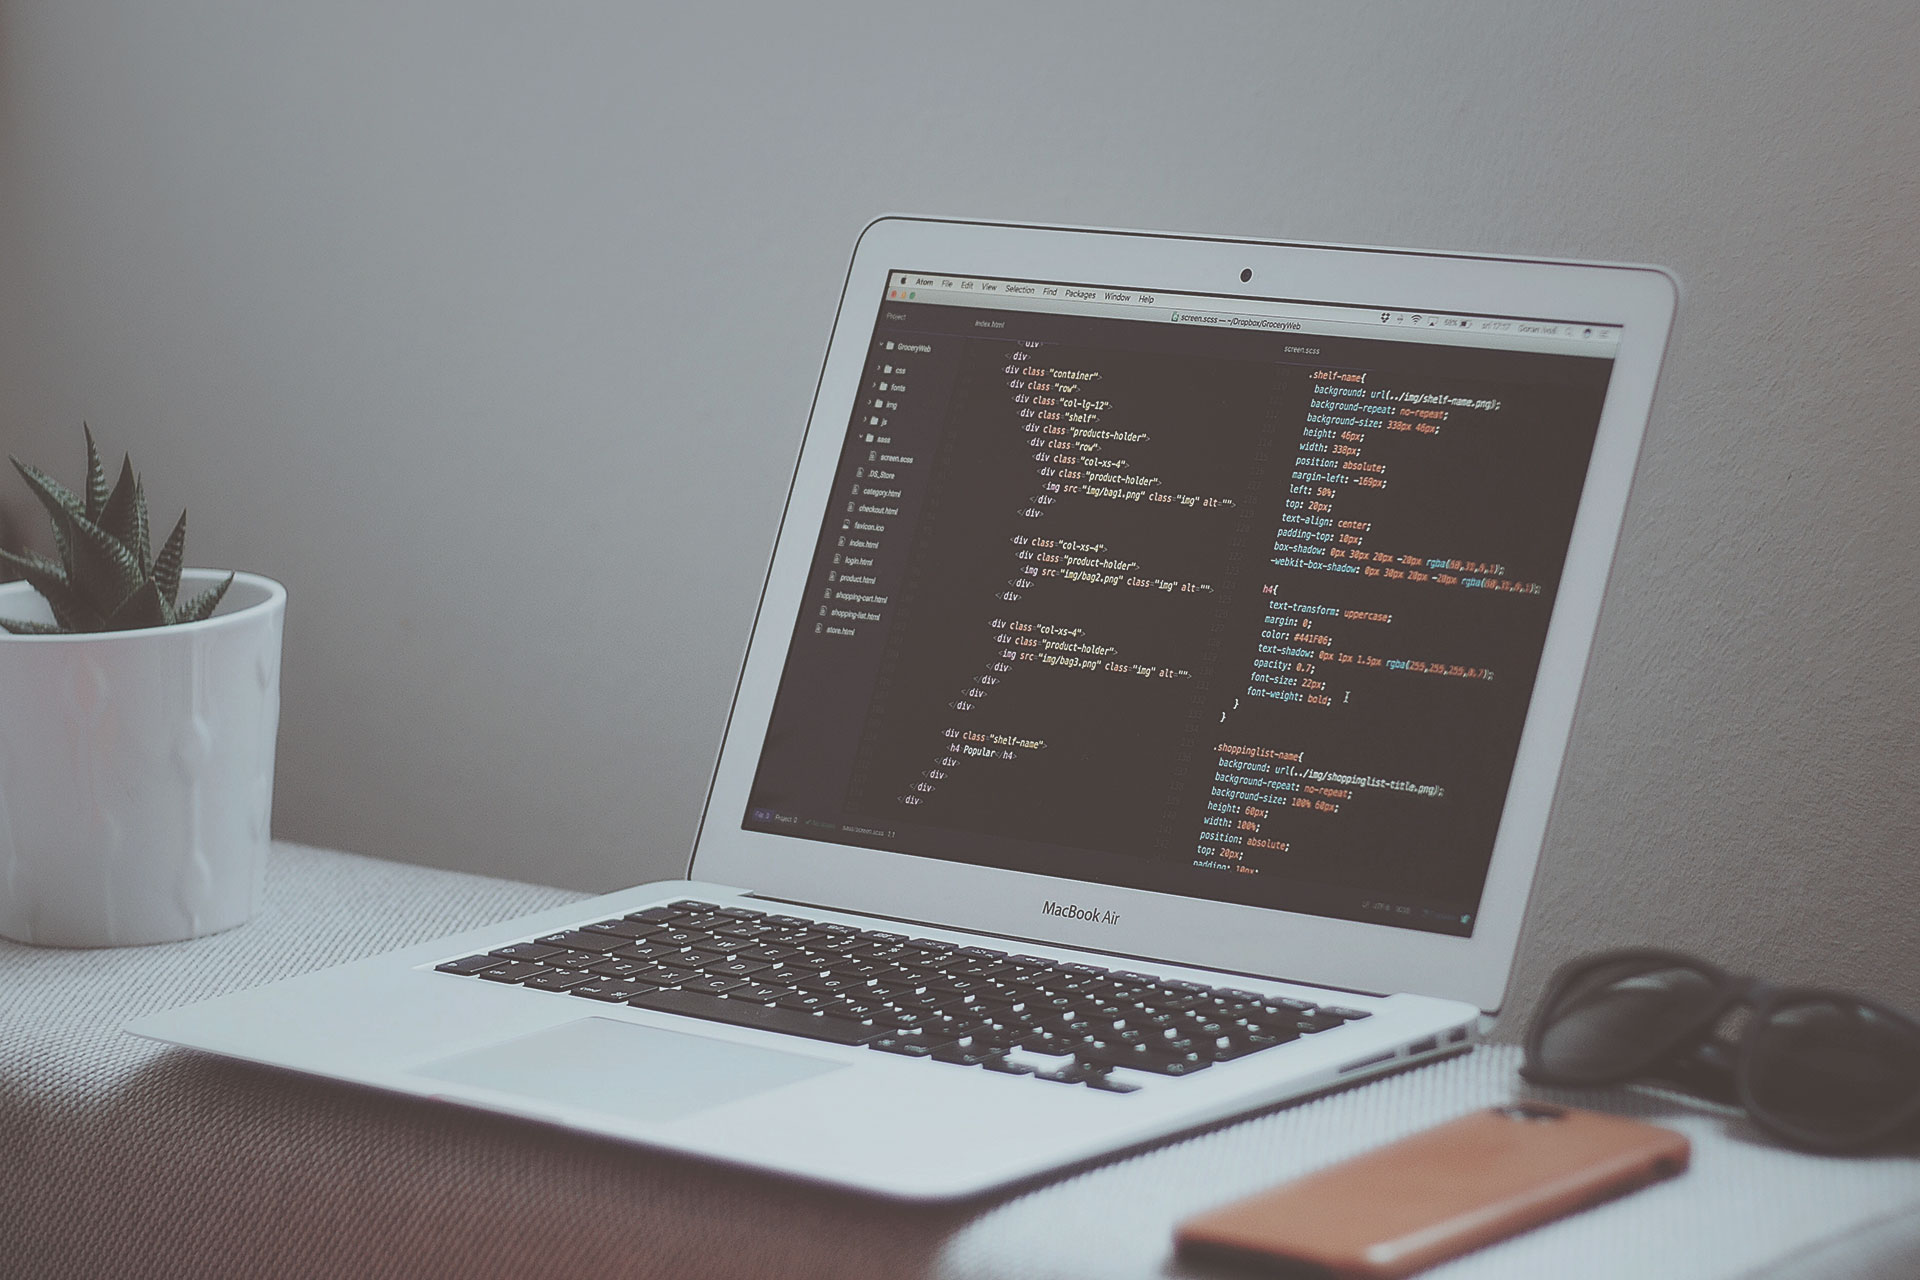 Atom File Edit View Selection Find Packages Window Help
screen.scss — ~/Dropbox/GroceryWeb
Project
GroceryWeb
css
fonts
img
js
sass
screen.scss
.DS_Store
category.html
checkout.html
favicon.ico
index.html
login.html
product.html
shopping-cart.html
shopping-list.html
store.html
index.html
</div>
</div>
<div class="container">
<div class="row">
<div class="col-lg-12">
<div class="shelf">
<div class="products-holder">
<div class="row">
<div class="col-xs-4">
<div class="product-holder">
<img src="img/bag1.png" class="img" alt="">
</div>
</div>
<div class="col-xs-4">
<div class="product-holder">
<img src="img/bag2.png" class="img" alt="">
</div>
</div>
<div class="col-xs-4">
<div class="product-holder">
<img src="img/bag3.png" class="img" alt="">
</div>
</div>
</div>
</div>
<div class="shelf-name">
<h4>Popular</h4>
</div>
</div>
</div>
</div>
screen.scss
.shelf-name{
background: url(../img/shelf-name.png);
background-repeat: no-repeat;
background-size: 338px 46px;
height: 46px;
width: 338px;
position: absolute;
margin-left: -169px;
left: 50%;
top: 20px;
text-align: center;
padding-top: 10px;
box-shadow: 0px 30px 20px -20px
-webkit-box-shadow: 0px 30px 20px -20px
h4{
text-transform: uppercase;
margin: 0;
color: #441F06;
text-shadow: 0px 1px 1.5px rgba(255,255,255,0.7);
opacity: 0.7;
font-size: 22px;
font-weight: bold;
}
}
.shoppinglist-name{
background: url(../img/shoppinglist-title.png);
background-repeat: no-repeat;
background-size: 100% 60px;
height: 60px;
width: 100%;
position: absolute;
top: 20px;
padding: 10px;
Project 0
sass/screen.scss 1:1
MacBook Air